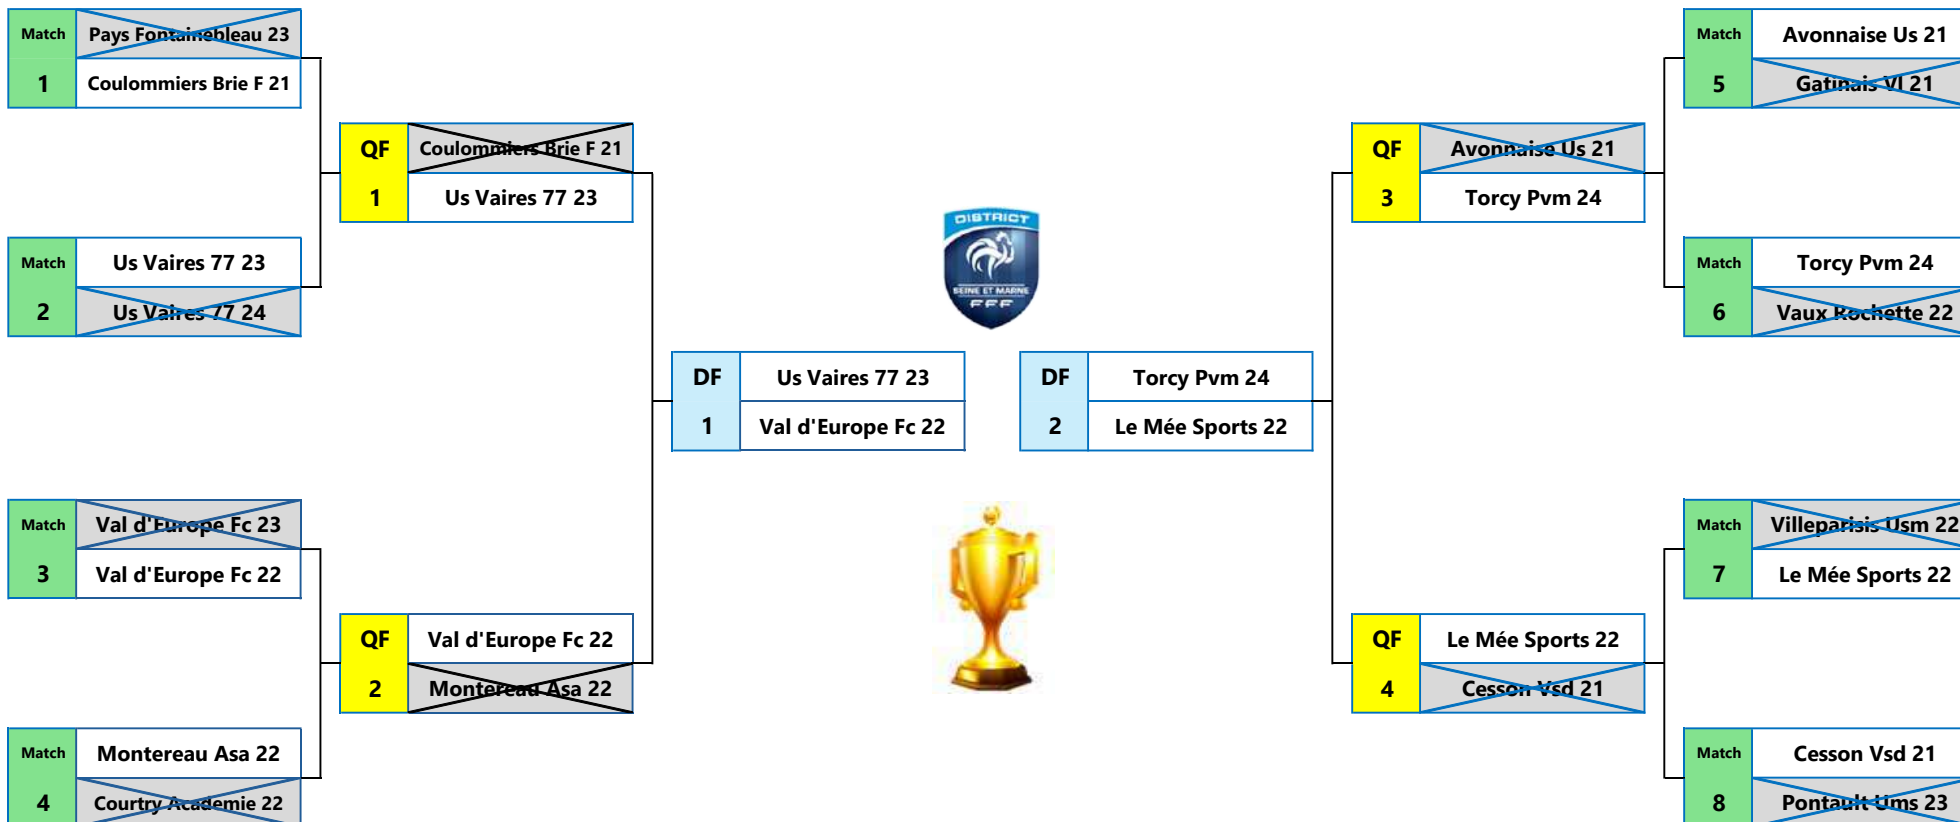 Match
Pays Fontainebleau 23
1
Coulommiers Brie F 21
Match
Us Vaires 77 23
2
Us Vaires 77 24
QF
Coulommiers Brie F 21
1
Us Vaires 77 23
Match
Val d'Europe Fc 23
3
Val d'Europe Fc 22
Match
Montereau Asa 22
4
Courtry Academie 22
QF
Val d'Europe Fc 22
2
Montereau Asa 22
DF
Us Vaires 77 23
1
Val d'Europe Fc 22
DISTRICT
SEINE ET MARNE
FFF
DF
Torcy Pvm 24
2
Le Mée Sports 22
QF
Avonnaise Us 21
3
Torcy Pvm 24
QF
Le Mée Sports 22
4
Cesson Vsd 21
Match
Avonnaise Us 21
5
Gatinais Vl 21
Match
Torcy Pvm 24
6
Vaux Rochette 22
Match
Villeparisis Usm 22
7
Le Mée Sports 22
Match
Cesson Vsd 21
8
Pontault Ums 23